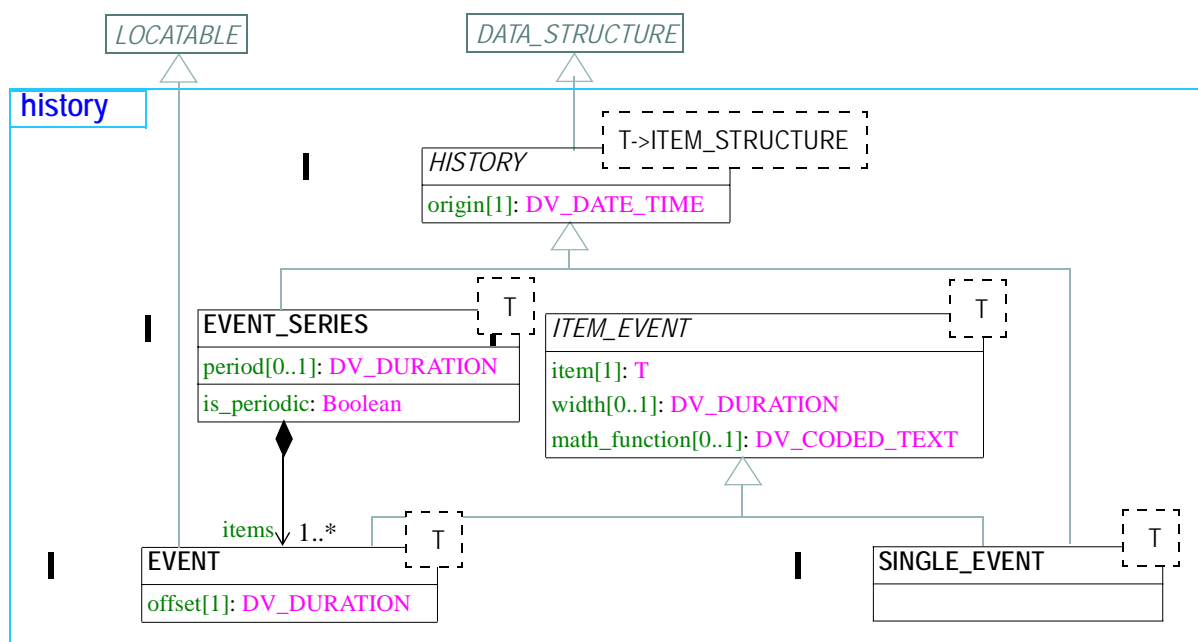 LOCATABLE
DATA_STRUCTURE
history
T->ITEM_STRUCTURE
HISTORY
origin[1]: DV_DATE_TIME
T
EVENT_SERIES
period[0..1]: DV_DURATION
is_periodic: Boolean
T
ITEM_EVENT
item[1]: T
width[0..1]: DV_DURATION
math_function[0..1]: DV_CODED_TEXT
items 1..*
T
EVENT
offset[1]: DV_DURATION
T
SINGLE_EVENT